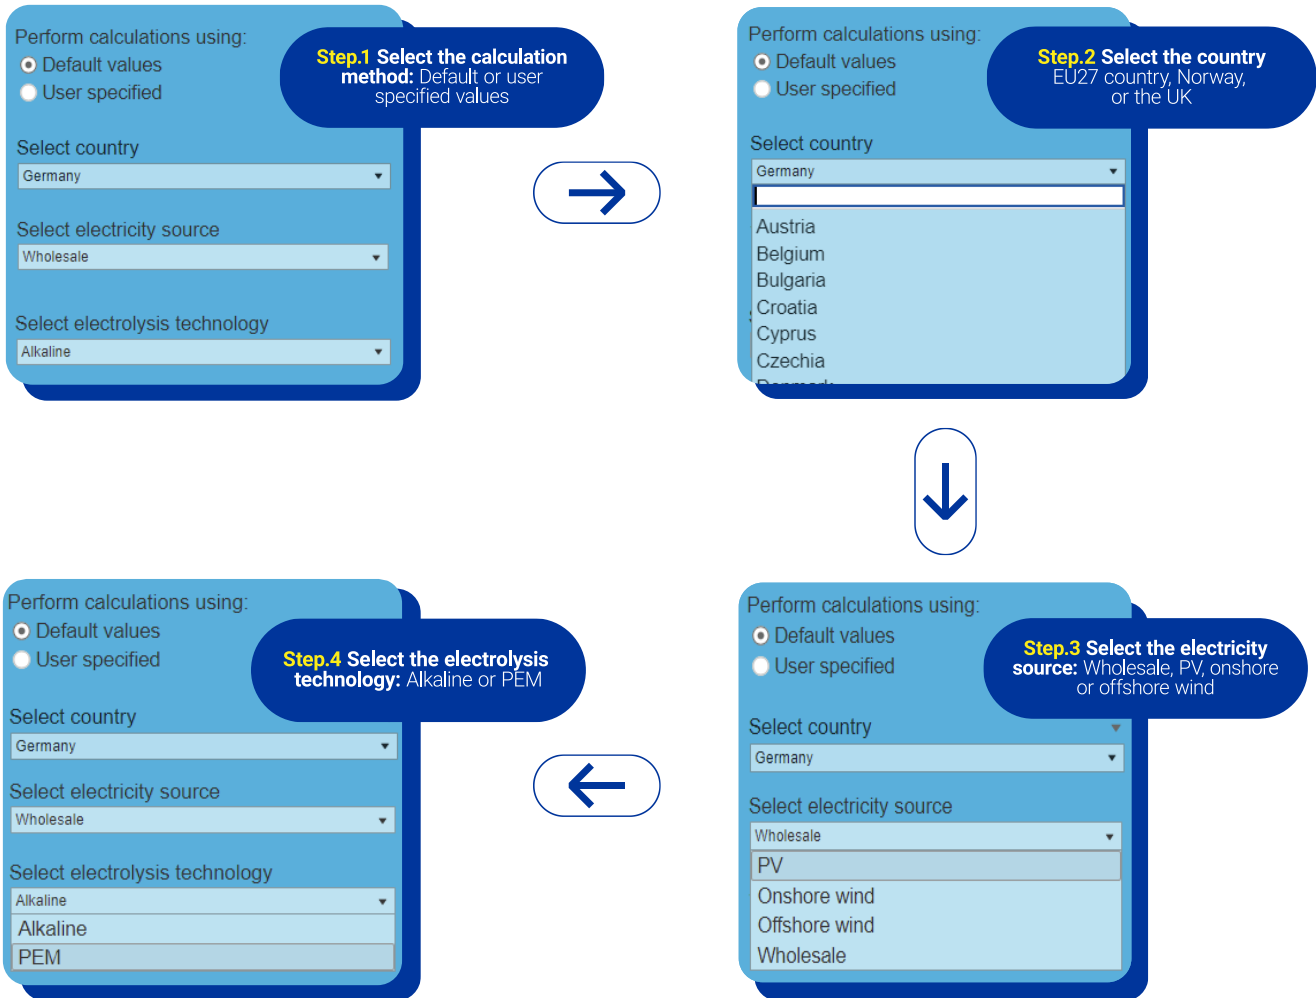 Perform calculations using:
Default values
User specified
Step.1 Select the calculation
method: Default or user
specified values
Select country
Germany
Select electricity source
Wholesale
Select electrolysis technology
Alkaline
Perform calculations using:
Default values
User specified
Step.2 Select the country
EU27 country, Norway,
or the UK
Select country
Germany
Austria
Belgium
Bulgaria
Croatia
Cyprus
Czechia
Denmark
Perform calculations using:
Default values
User specified
Step.3 Select the electricity
source: Wholesale, PV, onshore
or offshore wind
Select country
Germany
Select electricity source
Wholesale
PV
Onshore wind
Offshore wind
Wholesale
Perform calculations using:
Default values
User specified
Step.4 Select the electrolysis
technology: Alkaline or PEM
Select country
Germany
Select electricity source
Wholesale
Select electrolysis technology
Alkaline
Alkaline
PEM